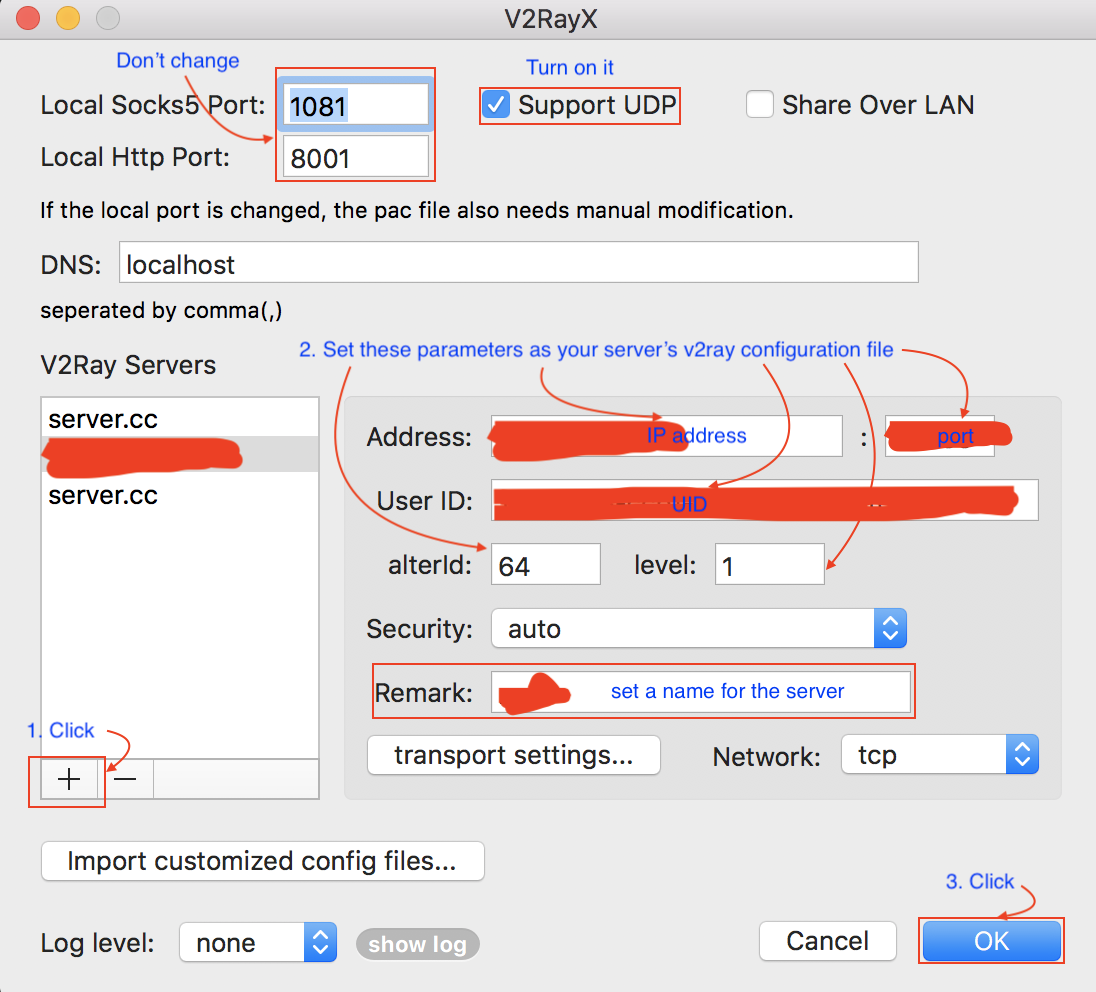 V2RayX
Don't change
Turn on it
Local Socks5 Port: 1081 Support UDP Share Over LAN
Local Http Port: 8001
If the local port is changed, the pac file also needs manual modification.
DNS: localhost
seperated by comma(,)
2. Set these parameters as your server's v2ray configuration file
V2Ray Servers
server.cc
server.cc
Address: IP address : port
User ID: UID
alterId: 64 level: 1
Security: auto
Remark: set a name for the server
1. Click
transport settings... Network: tcp
+ —
Import customized config files...
3. Click
Log level: none show log Cancel OK